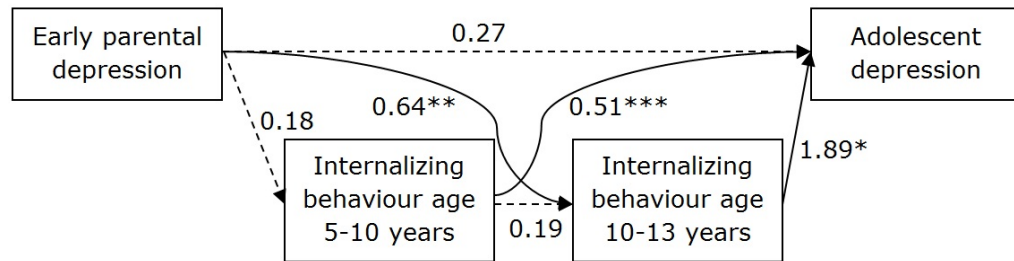 Early parental
depression
0.27
Adolescent
depression
0.18
0.64**
0.51***
1.89*
Internalizing
behaviour age
5-10 years
0.19
Internalizing
behaviour age
10-13 years